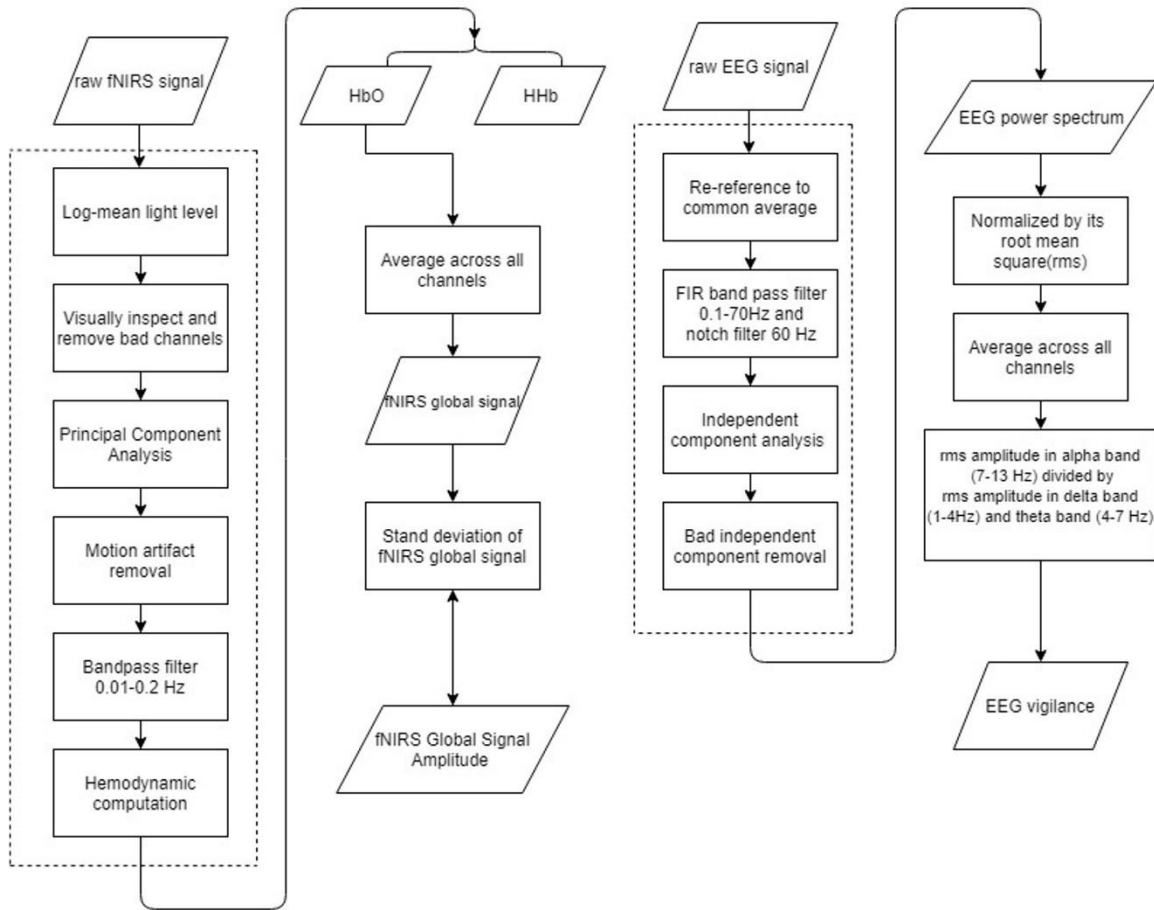 raw fNIRS signal
Log-mean light level
Visually inspect and
remove bad channels
Principal Component
Analysis
Motion artifact
removal
Bandpass filter
0.01-0.2 Hz
Hemodynamic
computation
HbO
HHb
Average across all
channels
fNIRS global signal
Stand deviation of
fNIRS global signal
fNIRS Global Signal
Amplitude
raw EEG signal
Re-reference to
common average
FIR band pass filter
0.1-70Hz and
notch filter 60 Hz
Independent
component analysis
Bad independent
component removal
EEG power spectrum
Normalized by its
root mean
square(rms)
Average across all
channels
rms amplitude in alpha band
(7-13 Hz) divided by
rms amplitude in delta band
(1-4Hz) and theta band (4-7 Hz)
EEG vigilance